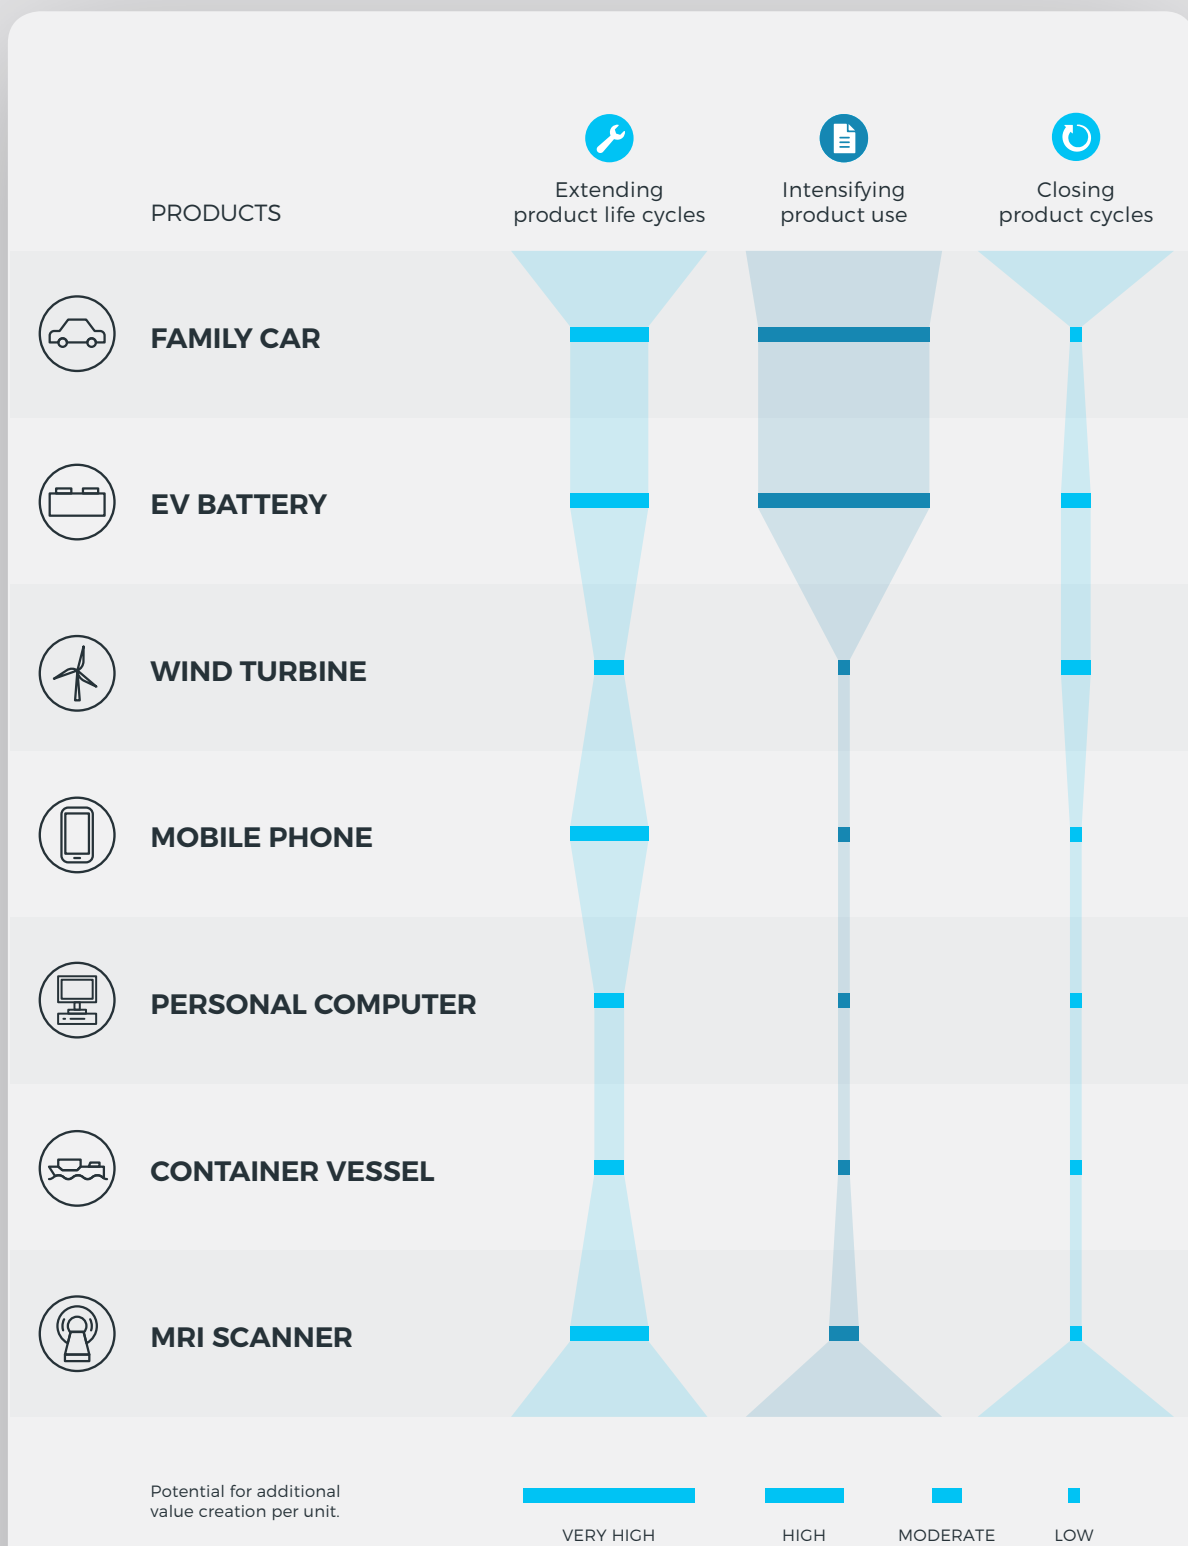 PRODUCTS
Extending
product life cycles
Intensifying
product use
Closing
product cycles
FAMILY CAR
EV BATTERY
WIND TURBINE
MOBILE PHONE
PERSONAL COMPUTER
CONTAINER VESSEL
MRI SCANNER
Potential for additional
value creation per unit.
VERY HIGH
HIGH
MODERATE
LOW